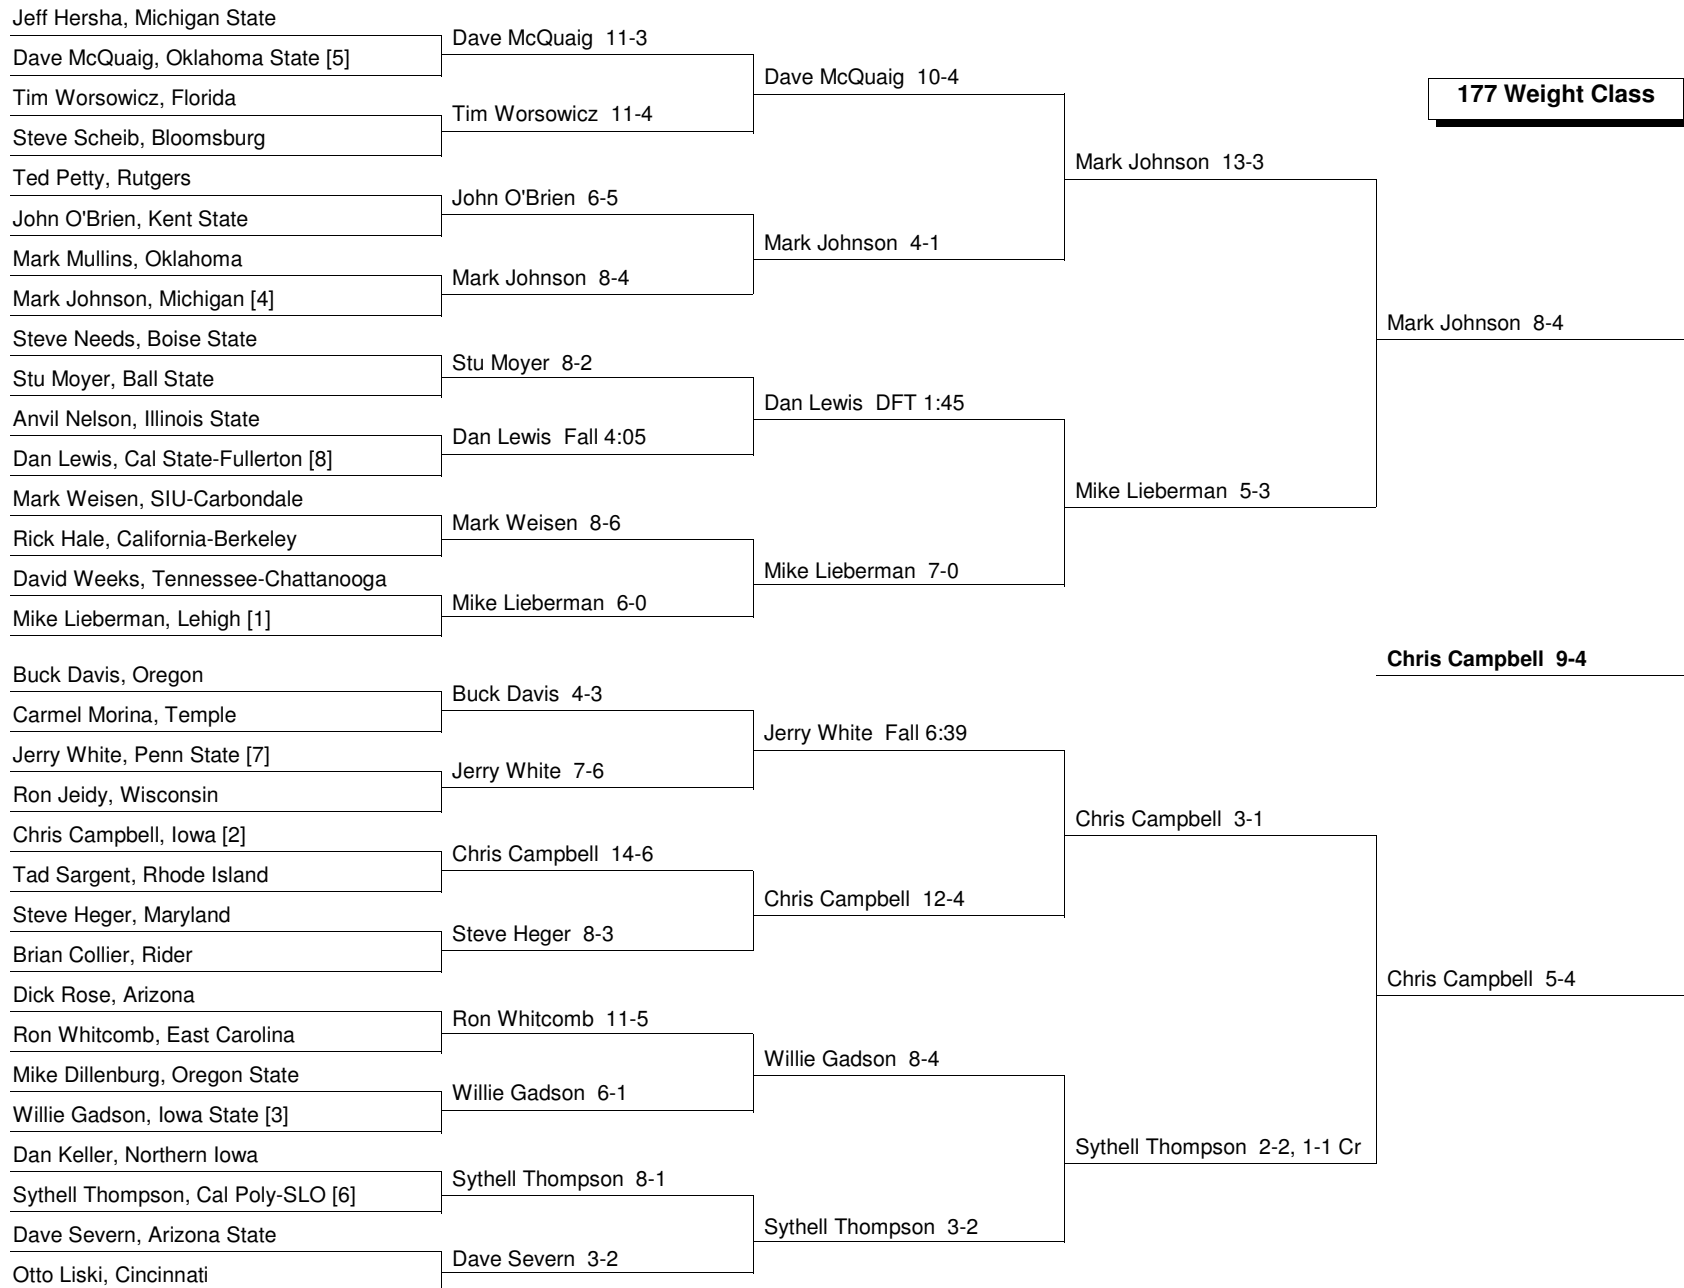 Jeff Hersha, Michigan State
Dave McQuaig, Oklahoma State [5]
Tim Worsowicz, Florida
Steve Scheib, Bloomsburg
Ted Petty, Rutgers
John O'Brien, Kent State
Mark Mullins, Oklahoma
Mark Johnson, Michigan [4]
Steve Needs, Boise State
Stu Moyer, Ball State
Anvil Nelson, Illinois State
Dan Lewis, Cal State-Fullerton [8]
Mark Weisen, SIU-Carbondale
Rick Hale, California-Berkeley
David Weeks, Tennessee-Chattanooga
Mike Lieberman, Lehigh [1]
Buck Davis, Oregon
Carmel Morina, Temple
Jerry White, Penn State [7]
Ron Jeidy, Wisconsin
Chris Campbell, Iowa [2]
Tad Sargent, Rhode Island
Steve Heger, Maryland
Brian Collier, Rider
Dick Rose, Arizona
Ron Whitcomb, East Carolina
Mike Dillenburg, Oregon State
Willie Gadson, Iowa State [3]
Dan Keller, Northern Iowa
Sythell Thompson, Cal Poly-SLO [6]
Dave Severn, Arizona State
Otto Liski, Cincinnati
Dave McQuaig 11-3
Tim Worsowicz 11-4
John O'Brien 6-5
Mark Johnson 8-4
Stu Moyer 8-2
Dan Lewis Fall 4:05
Mark Weisen 8-6
Mike Lieberman 6-0
Buck Davis 4-3
Jerry White 7-6
Chris Campbell 14-6
Steve Heger 8-3
Ron Whitcomb 11-5
Willie Gadson 6-1
Sythell Thompson 8-1
Dave Severn 3-2
Dave McQuaig 10-4
Mark Johnson 4-1
Dan Lewis DFT 1:45
Mike Lieberman 7-0
Jerry White Fall 6:39
Chris Campbell 12-4
Willie Gadson 8-4
Sythell Thompson 3-2
Mark Johnson 13-3
Mike Lieberman 5-3
Chris Campbell 3-1
Sythell Thompson 2-2, 1-1 Cr
177 Weight Class
Mark Johnson 8-4
Chris Campbell 9-4
Chris Campbell 5-4